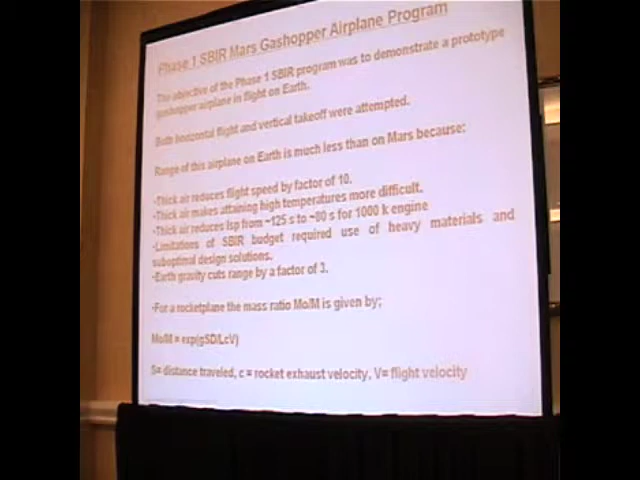 Phase 1 SBIR Mars Gashopper Airplane Program
The objective of the Phase 1 SBIR program was to demonstrate a prototype
gashopper airplane in flight on Earth.
Both horizontal flight and vertical takeoff were attempted.
Range of this airplane on Earth is much less than on Mars because:
•Thick air reduces flight speed by factor of 10.
•Thick air makes attaining high temperatures more difficult.
•Thick air reduces Isp from ~125 s to ~80 s for 1000 k engine
•Limitations of SBIR budget required use of heavy materials and
suboptimal design solutions.
•Earth gravity cuts range by a factor of 3.
•For a rocketplane the mass ratio Mo/M is given by;
Mo/M = exp(gSD/LcV)
S= distance traveled, c = rocket exhaust velocity, V= flight velocity